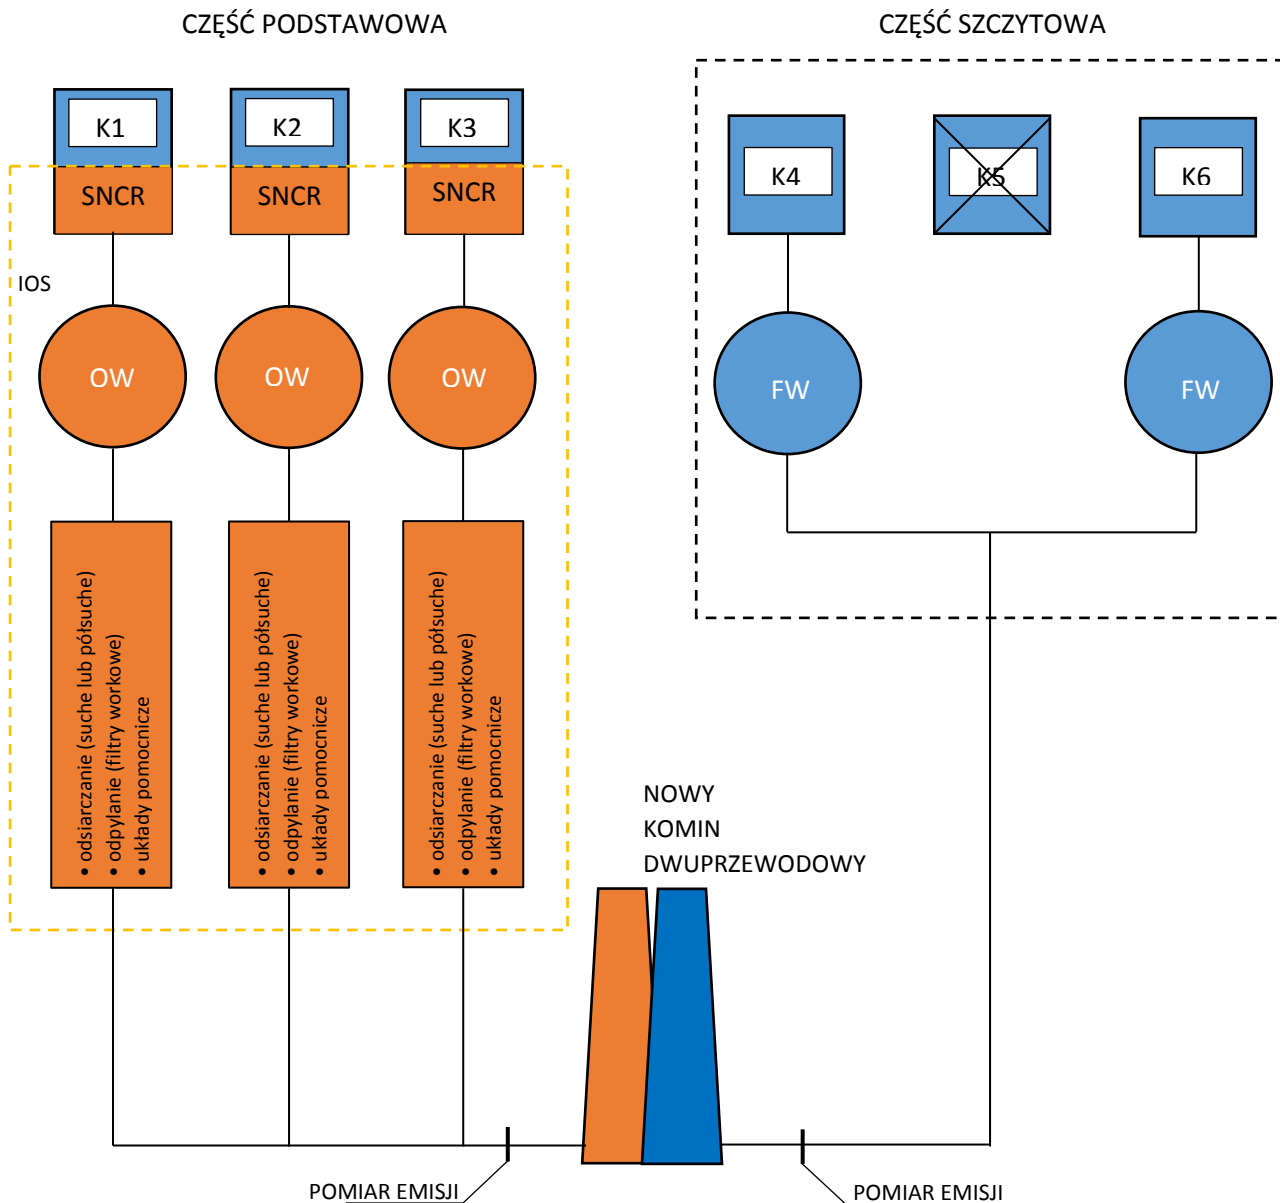 CZĘŚĆ PODSTAWOWA
CZĘŚĆ SZCZYTOWA
K1
K2
K3
K4
K5
K6
SNCR
SNCR
SNCR
IOS
OW
OW
OW
FW
FW
• odsiarczanie (suche lub półsuche)
• odpylanie (filtry workowe)
• układy pomocnicze
• odsiarczanie (suche lub półsuche)
• odpylanie (filtry workowe)
• układy pomocnicze
• odsiarczanie (suche lub półsuche)
• odpylanie (filtry workowe)
• układy pomocnicze
NOWY
KOMIN
DWUPRZEWODOWY
POMIAR EMISJI
POMIAR EMISJI